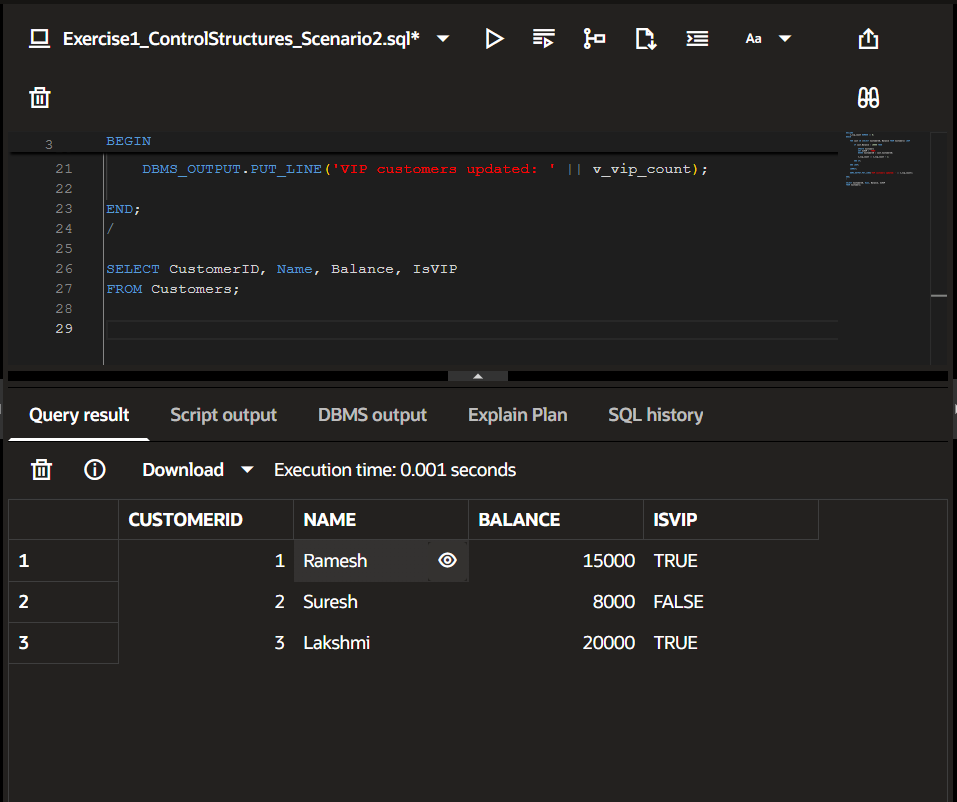 Exercise1_ControlStructures_Scenario2.sql*
Aa
3 BEGIN
21 DBMS_OUTPUT.PUT_LINE('VIP customers updated: ' || v_vip_count);
22
23 END;
24 /
25
26 SELECT CustomerID, Name, Balance, IsVIP
27 FROM Customers;
28
29
Query result Script output DBMS output Explain Plan SQL history
Download Execution time: 0.001 seconds
CUSTOMERID NAME BALANCE ISVIP
1 1 Ramesh 15000 TRUE
2 2 Suresh 8000 FALSE
3 3 Lakshmi 20000 TRUE